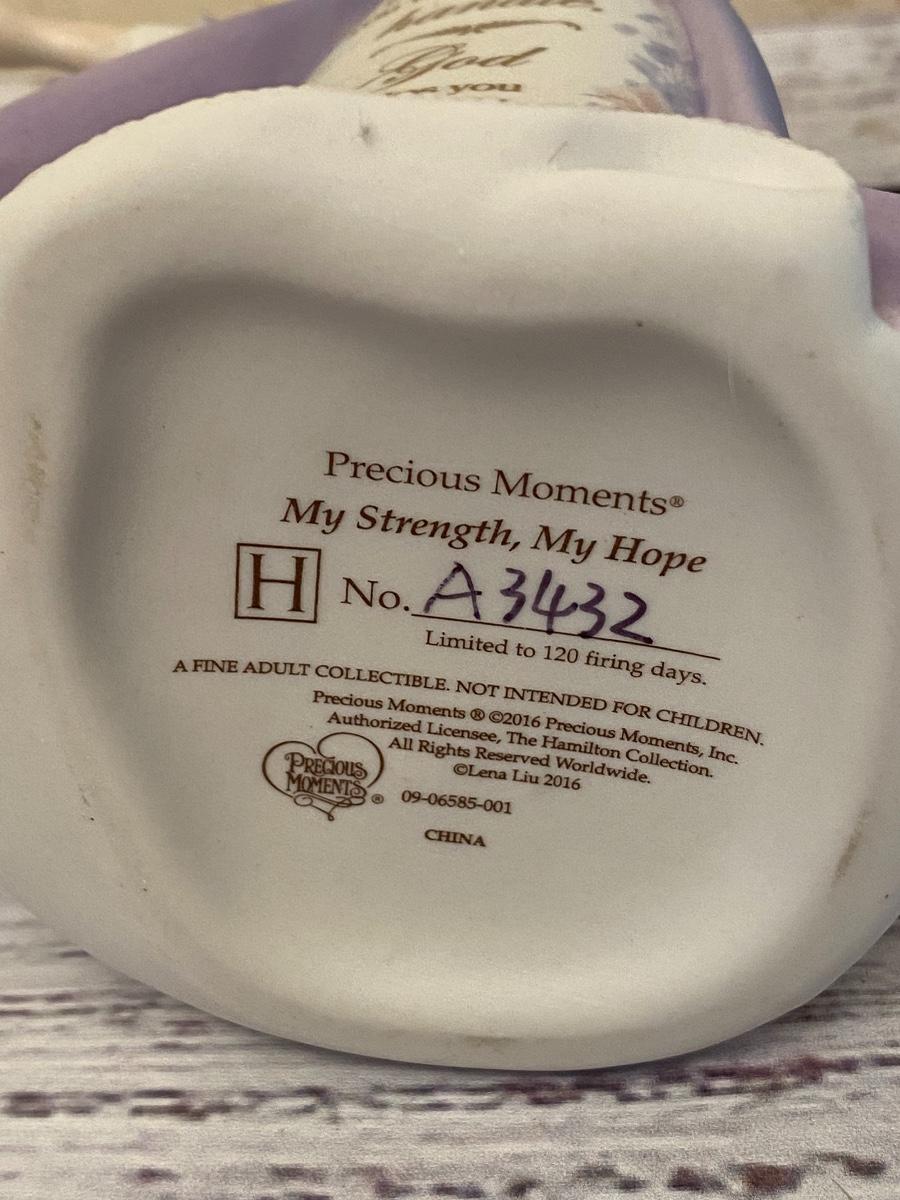 God
you
Precious Moments®
My Strength, My Hope
H No. A3432
Limited to 120 firing days.
A FINE ADULT COLLECTIBLE. NOT INTENDED FOR CHILDREN.
Precious Moments ® ©2016 Precious Moments, Inc.
Authorized Licensee, The Hamilton Collection.
All Rights Reserved Worldwide.
©Lena Liu 2016
PRECIOUS
MOMENTS ®
09-06585-001
CHINA